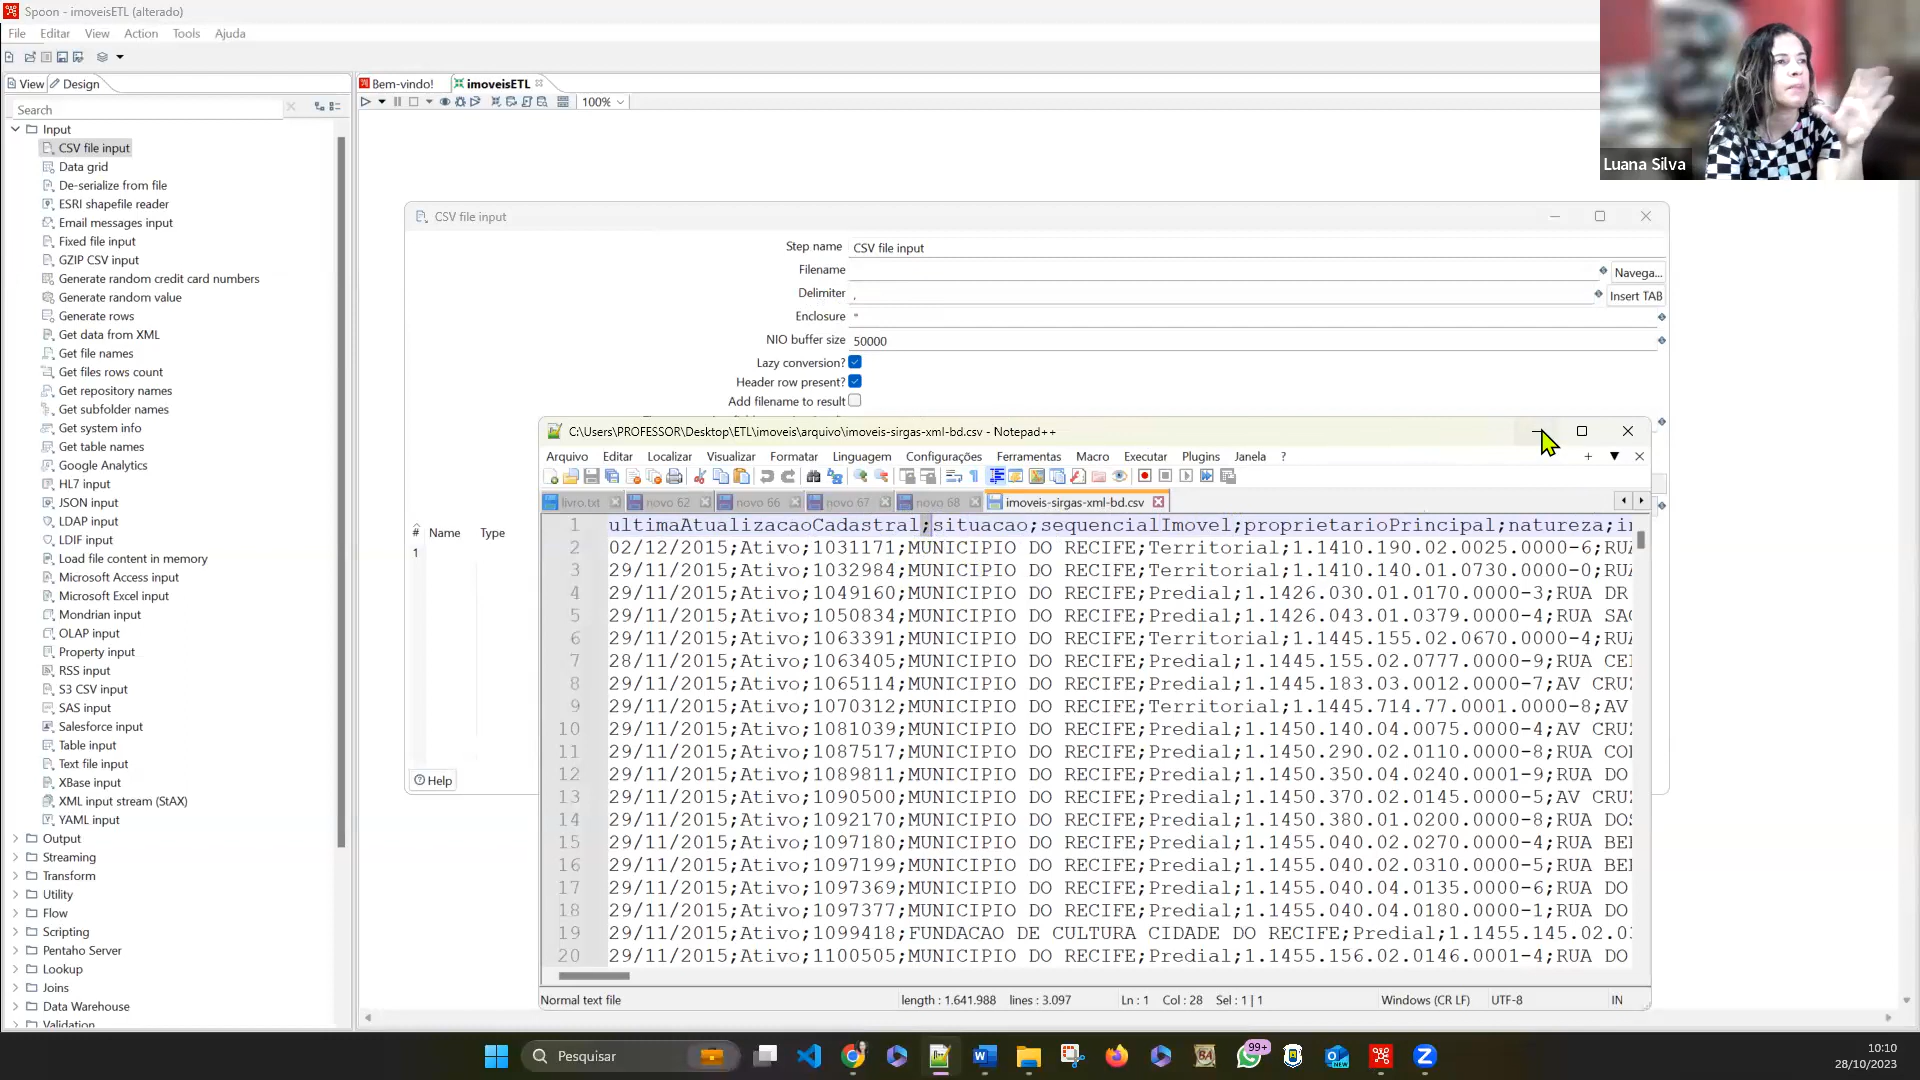 Spoon - imoveisETL (alterado)
File Editar View Action Tools Ajuda
View Design
Bem-vindo! imoveisETL
100%
Search
Input
CSV file input
Data grid
De-serialize from file
ESRI shapefile reader
Email messages input
Fixed file input
GZIP CSV input
Generate random credit card numbers
Generate random value
Generate rows
Get data from XML
Get file names
Get files rows count
Get repository names
Get subfolder names
Get system info
Get table names
Google Analytics
HL7 input
JSON input
LDAP input
LDIF input
Load file content in memory
Microsoft Access input
Microsoft Excel input
Mondrian input
OLAP input
Property input
RSS input
S3 CSV input
SAS input
Salesforce input
Table input
Text file input
XBase input
XML input stream (StAX)
YAML input
Output
Streaming
Transform
Utility
Flow
Scripting
Pentaho Server
Lookup
Joins
Data Warehouse
Validation
Luana Silva
CSV file input
Step name CSV file input
Filename Navega...
Delimiter , Insert TAB
Enclosure "
NIO buffer size 50000
Lazy conversion?
Header row present?
Add filename to result
# Name Type
1
Help
C:\Users\PROFESSOR\Desktop\ETL\imoveis\arquivo\imoveis-sirgas-xml-bd.csv - Notepad++
Arquivo Editar Localizar Visualizar Formatar Linguagem Configurações Ferramentas Macro Executar Plugins Janela ?
livro.txt novo 62 novo 66 novo 67 novo 68 imoveis-sirgas-xml-bd.csv
1 ultimaAtualizacaoCadastral;situacao;sequencialImovel;proprietarioPrincipal;natureza;in
2 02/12/2015;Ativo;1031171;MUNICIPIO DO RECIFE;Territorial;1.1410.190.02.0025.0000-6;RUA
3 29/11/2015;Ativo;1032984;MUNICIPIO DO RECIFE;Territorial;1.1410.140.01.0730.0000-0;RUA
4 29/11/2015;Ativo;1049160;MUNICIPIO DO RECIFE;Predial;1.1426.030.01.0170.0000-3;RUA DR
5 29/11/2015;Ativo;1050834;MUNICIPIO DO RECIFE;Predial;1.1426.043.01.0379.0000-4;RUA SAO
6 29/11/2015;Ativo;1063391;MUNICIPIO DO RECIFE;Territorial;1.1445.155.02.0670.0000-4;RUA
7 28/11/2015;Ativo;1063405;MUNICIPIO DO RECIFE;Predial;1.1445.155.02.0777.0000-9;RUA CEL
8 29/11/2015;Ativo;1065114;MUNICIPIO DO RECIFE;Predial;1.1445.183.03.0012.0000-7;AV CRUZ
9 29/11/2015;Ativo;1070312;MUNICIPIO DO RECIFE;Territorial;1.1445.714.77.0001.0000-8;AV
10 29/11/2015;Ativo;1081039;MUNICIPIO DO RECIFE;Predial;1.1450.140.04.0075.0000-4;AV CRUZ
11 29/11/2015;Ativo;1087517;MUNICIPIO DO RECIFE;Predial;1.1450.290.02.0110.0000-8;RUA CO
12 29/11/2015;Ativo;1089811;MUNICIPIO DO RECIFE;Predial;1.1450.350.04.0240.0001-9;RUA DO
13 29/11/2015;Ativo;1090500;MUNICIPIO DO RECIFE;Predial;1.1450.370.02.0145.0000-5;AV CRUZ
14 29/11/2015;Ativo;1092170;MUNICIPIO DO RECIFE;Predial;1.1450.380.01.0200.0000-8;RUA DOS
15 29/11/2015;Ativo;1097180;MUNICIPIO DO RECIFE;Predial;1.1455.040.02.0270.0000-4;RUA BE
16 29/11/2015;Ativo;1097199;MUNICIPIO DO RECIFE;Predial;1.1455.040.02.0310.0000-5;RUA BE
17 29/11/2015;Ativo;1097369;MUNICIPIO DO RECIFE;Predial;1.1455.040.04.0135.0000-6;RUA DO
18 29/11/2015;Ativo;1097377;MUNICIPIO DO RECIFE;Predial;1.1455.040.04.0180.0000-1;RUA DO
19 29/11/2015;Ativo;1099418;FUNDACAO DE CULTURA CIDADE DO RECIFE;Predial;1.1455.145.02.0
20 29/11/2015;Ativo;1100505;MUNICIPIO DO RECIFE;Predial;1.1455.156.02.0146.0001-4;RUA DO
Normal text file length : 1.641.988 lines : 3.097 Ln : 1 Col : 28 Sel : 1 | 1 Windows (CR LF) UTF-8 IN
Pesquisar
99+
10:10
28/10/2023